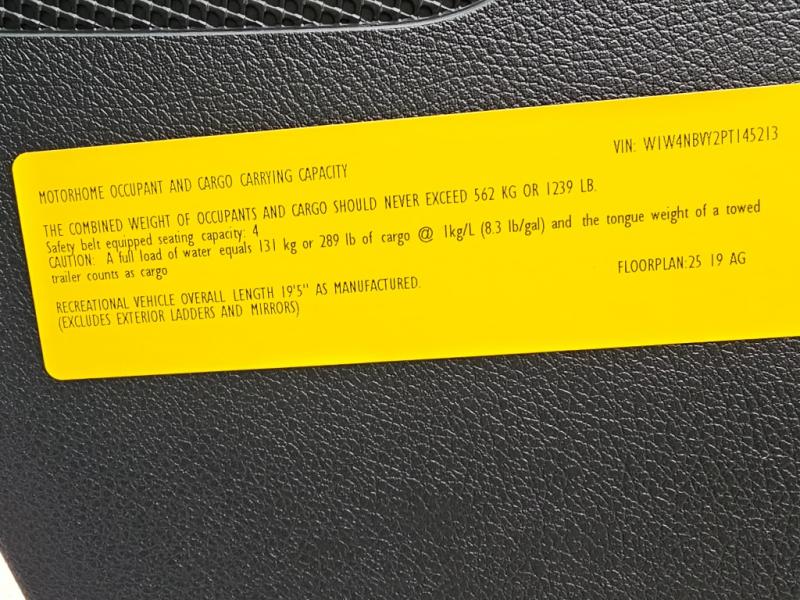 VIN: W1W4NBVY2PT145213
MOTORHOME OCCUPANT AND CARGO CARRYING CAPACITY
THE COMBINED WEIGHT OF OCCUPANTS AND CARGO SHOULD NEVER EXCEED 562 KG OR 1239 LB.
Safety belt equipped seating capacity: 4
CAUTION: A full load of water equals 131 kg or 289 lb of cargo @ 1kg/L (8.3 lb/gal) and the tongue weight of a towed
trailer counts as cargo
FLOORPLAN:25 19 AG
RECREATIONAL VEHICLE OVERALL LENGTH 19'5" AS MANUFACTURED.
(EXCLUDES EXTERIOR LADDERS AND MIRRORS)